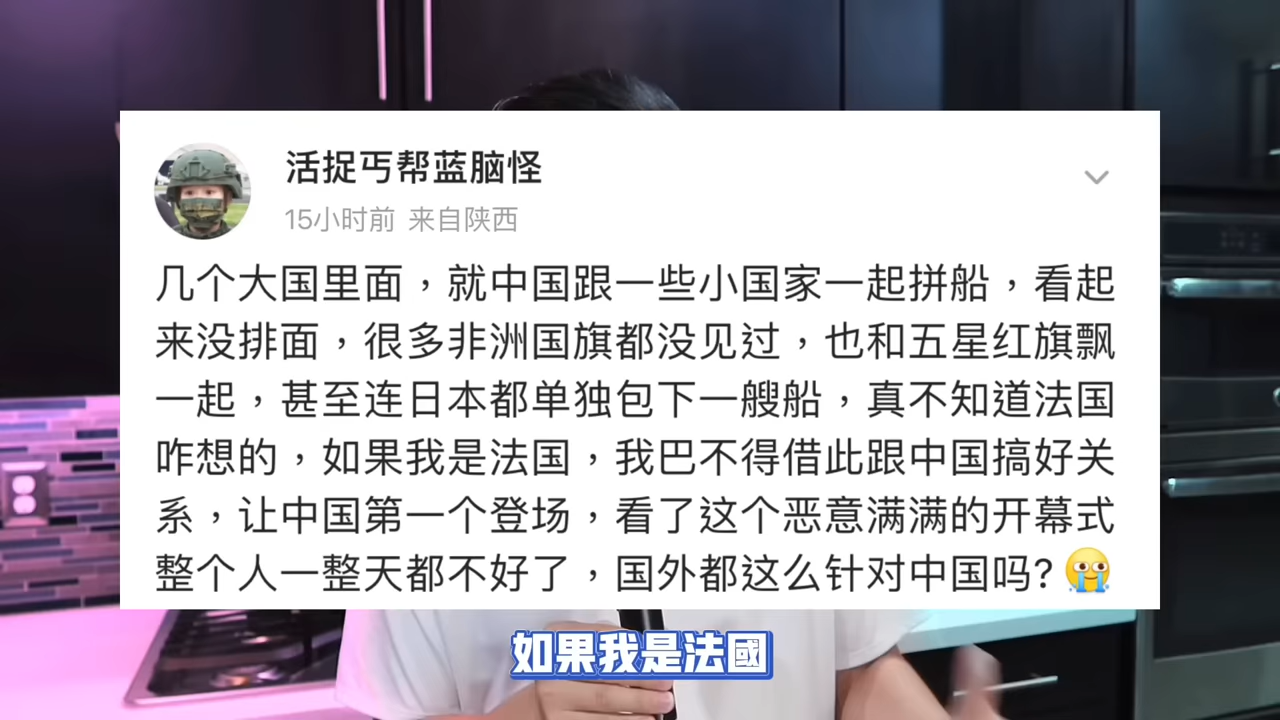 活捉丐帮蓝脑怪
15小时前 来自陕西
几个大国里面，就中国跟一些小国家一起拼船，看起
来没排面，很多非洲国旗都没见过，也和五星红旗飘
一起，甚至连日本都单独包下一艘船，真不知道法国
咋想的，如果我是法国，我巴不得借此跟中国搞好关
系，让中国第一个登场，看了这个恶意满满的开幕式
整个人一整天都不好了，国外都这么针对中国吗?😭
如果我是法國